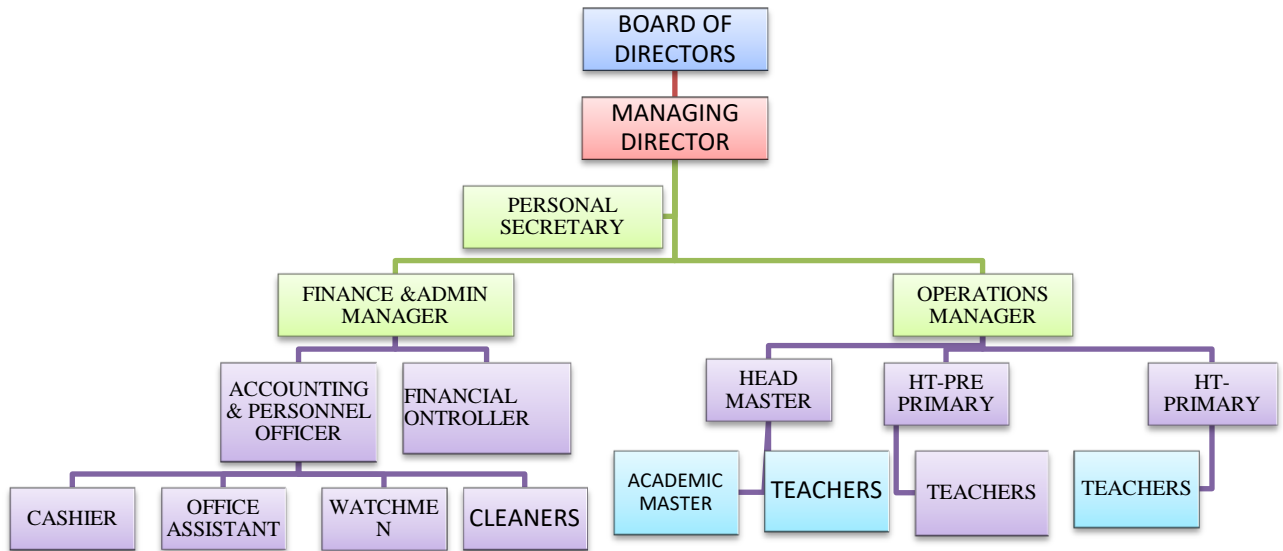 BOARD OF
DIRECTORS
MANAGING
DIRECTOR
PERSONAL
SECRETARY
FINANCE &ADMIN
MANAGER
OPERATIONS
MANAGER
ACCOUNTING
& PERSONNEL
OFFICER
FINANCIAL
ONTROLLER
HEAD
MASTER
HT-PRE
PRIMARY
HT-
PRIMARY
CASHIER
OFFICE
ASSISTANT
WATCHME
N
CLEANERS
ACADEMIC
MASTER
TEACHERS
TEACHERS
TEACHERS